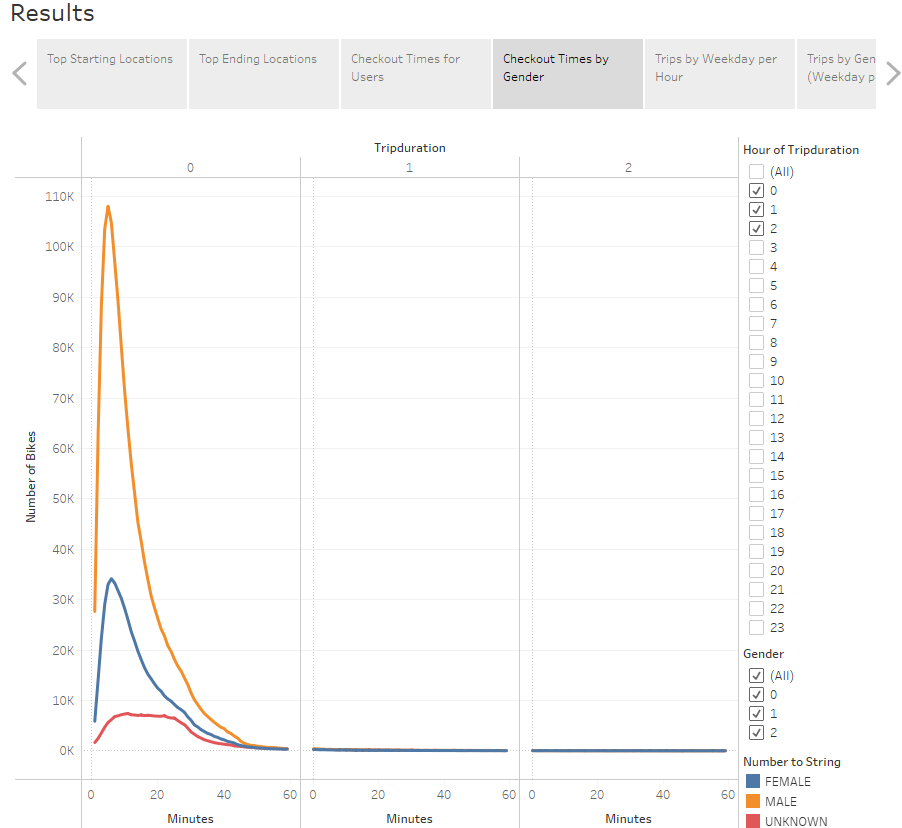 Results
Top Starting Locations
Top Ending Locations
Checkout Times for
Users
Checkout Times by
Gender
Trips by Weekday per
Hour
Trips by Gen
(Weekday p
Tripduration
0 1 2
110K
100K
90K
80K
70K
60K
50K
40K
30K
20K
10K
0K
Number of Bikes
0 20 40 60 0 20 40 60 0 20 40 60
Minutes Minutes Minutes
Hour of Tripduration
(All)
0
1
2
3
4
5
6
7
8
9
10
11
12
13
14
15
16
17
18
19
20
21
22
23
Gender
(All)
0
1
2
Number to String
FEMALE
MALE
UNKNOWN